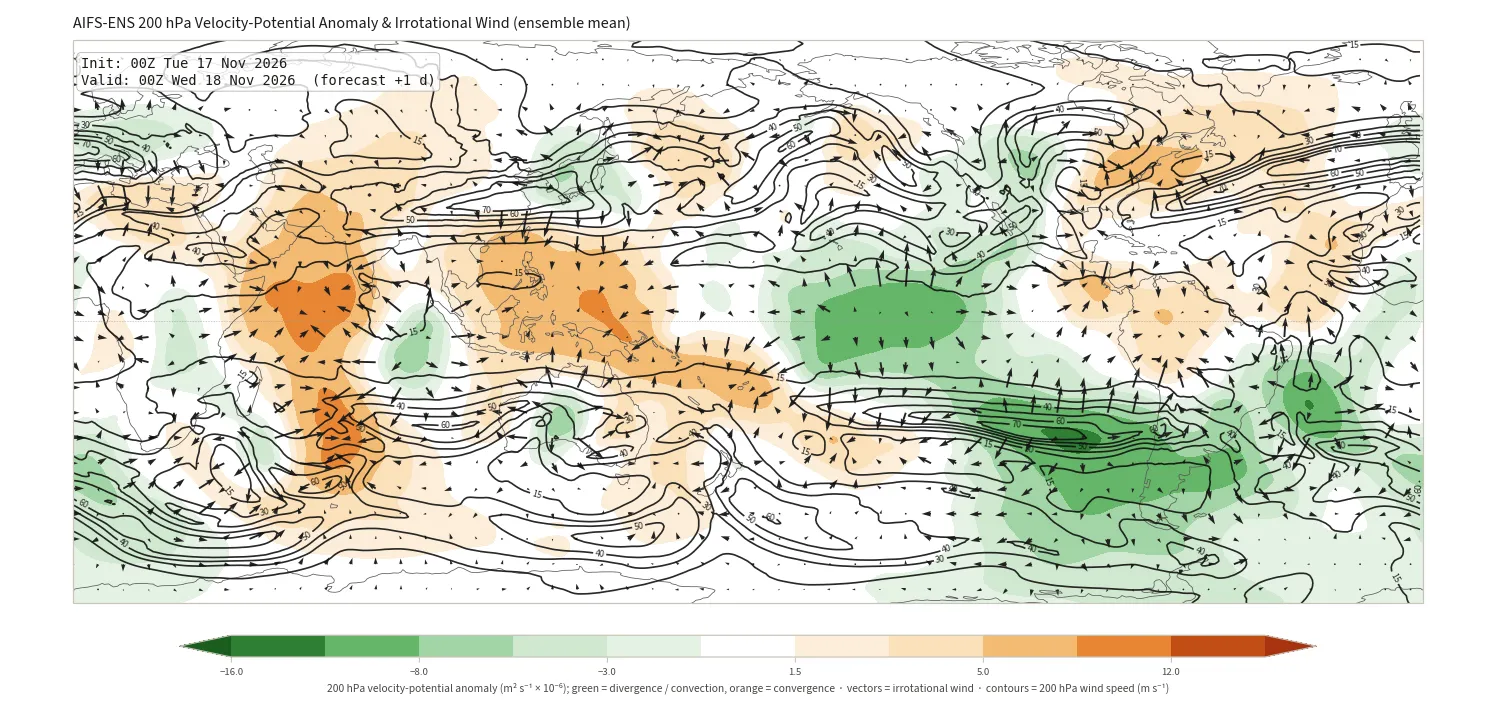 AIFS-ENS 200 hPa Velocity-Potential Anomaly & Irrotational Wind (ensemble mean)
Init: 00Z Tue 17 Nov 2026
Valid: 00Z Wed 18 Nov 2026 (forecast +1 d)
−16.0 −8.0 −3.0 1.5 5.0 12.0
200 hPa velocity-potential anomaly (m² s⁻¹ × 10⁻⁶); green = divergence / convection, orange = convergence · vectors = irrotational wind · contours = 200 hPa wind speed (m s⁻¹)